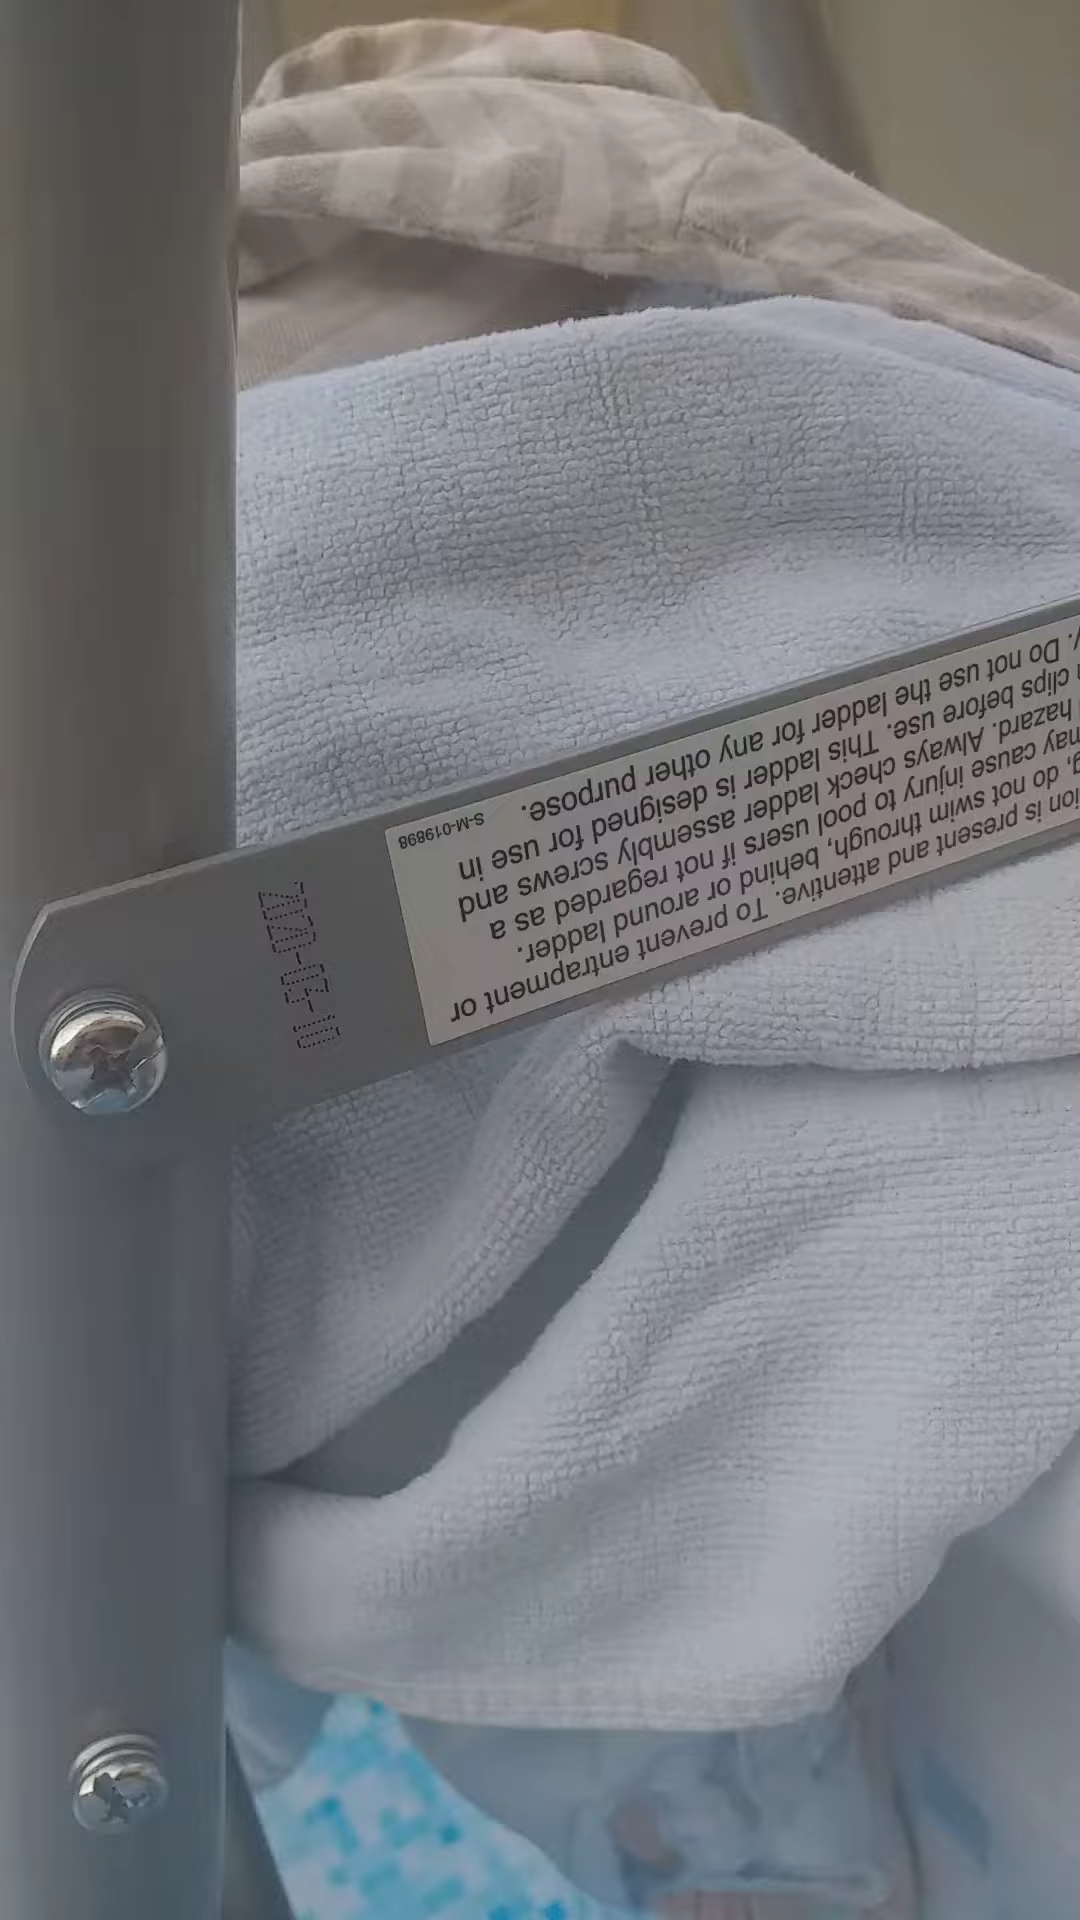 is present and attentive. To prevent entrapment or
do not swim through, behind or around ladder.
may cause injury to pool users if not regarded as a
hazard. Always check ladder assembly screws and
clips before use. This ladder is designed for use in
Do not use the ladder for any other purpose.
S-M-019898
2020-03-10